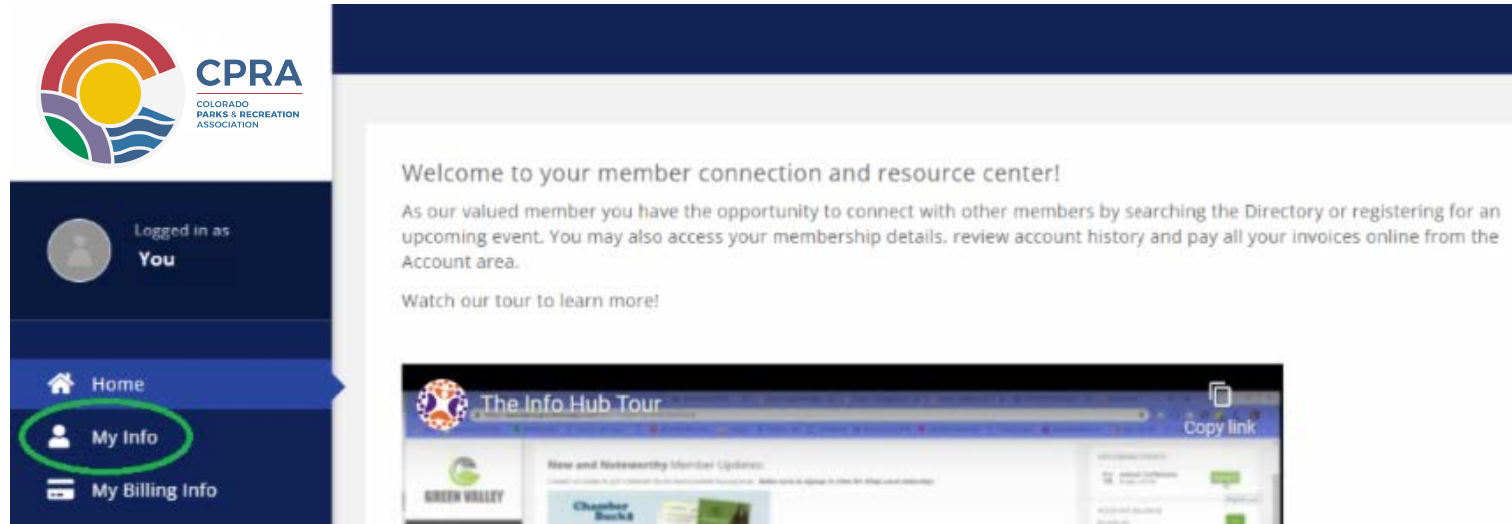 CPRA
COLORADO
PARKS & RECREATION
ASSOCIATION
Logged in as
You
Home
My Info
My Billing Info
Welcome to your member connection and resource center!
As our valued member you have the opportunity to connect with other members by searching the Directory or registering for an
upcoming event. You may also access your membership details. review account history and pay all your invoices online from the
Account area.
Watch our tour to learn more!
The Info Hub Tour
Copy link
New and Noteworthy Member Updates:
GREEN VALLEY
Chamber
Bucks